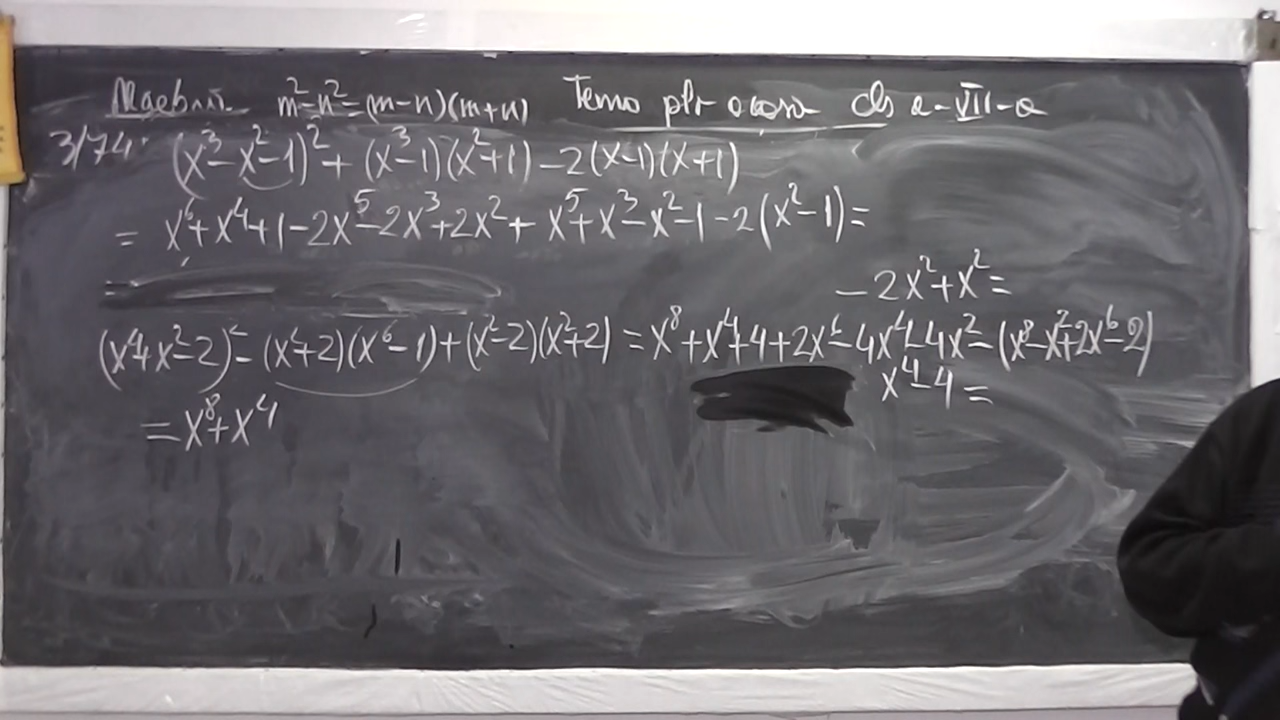 Algebră. m²-n²=(m-n)(m+n) Temă ptr acasă cls a-VII-a
3/74: (x³-x²-1)²+(x³-1)(x²+1)-2(x-1)(x+1)
= x⁶+x⁴+1-2x⁵-2x³+2x²+x⁵+x³-x²-1-2(x²-1)=
=
-2x²+x²=
(x⁴+x²-2)²-(x²+2)(x⁶-1)+(x²-2)(x²+2)=x⁸+x⁴+4+2x⁶-4x⁴-4x²-(x⁸-x²+2x⁶-2)
x⁴-4=
=x⁸+x⁴